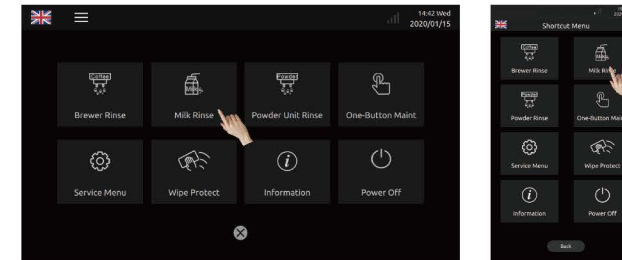 14:42 Wed
2020/01/15
Coffee
Milk
Powder
Brewer Rinse
Milk Rinse
Powder Unit Rinse
One-Button Maint
Service Menu
Wipe Protect
Information
Power Off
Shortcut Menu
Coffee
Brewer Rinse
Milk
Powder
Powder Rinse
One-Button Mai
Service Menu
Wipe Protect
Information
Power Off
Back